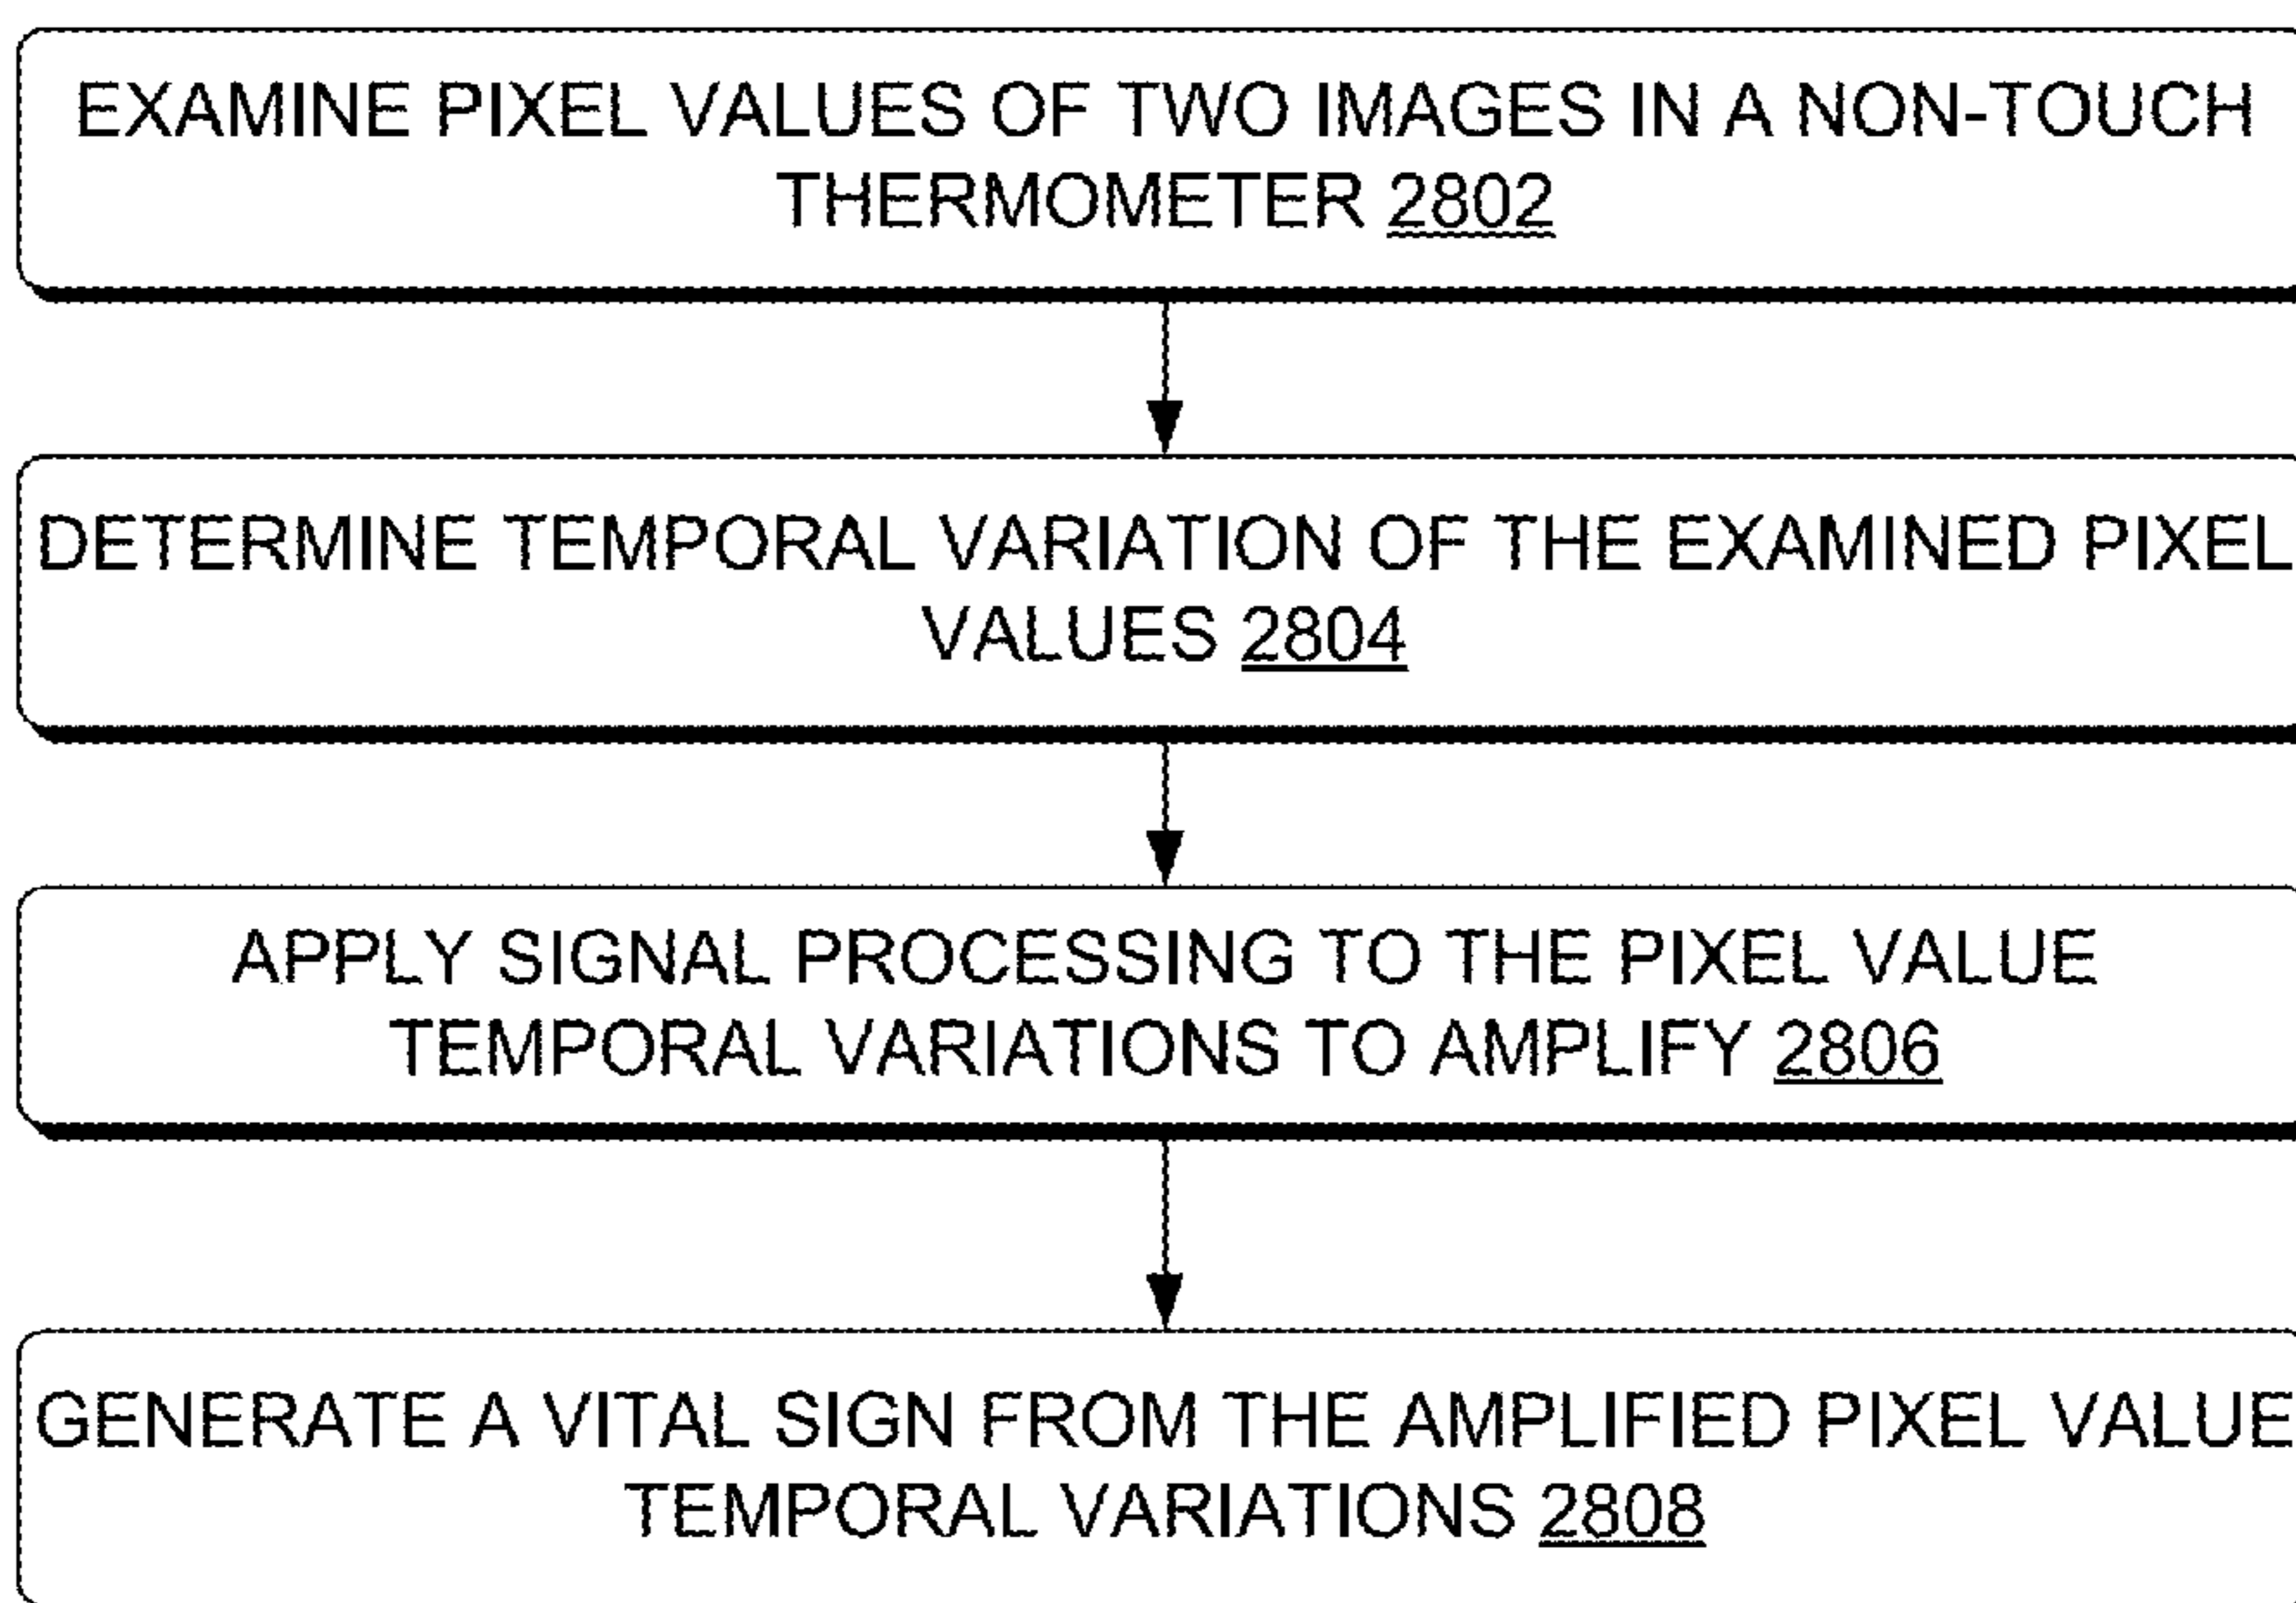 EXAMINE PIXEL VALUES OF TWO IMAGES IN A NON-TOUCH
THERMOMETER 2802
DETERMINE TEMPORAL VARIATION OF THE EXAMINED PIXEL
VALUES 2804
APPLY SIGNAL PROCESSING TO THE PIXEL VALUE
TEMPORAL VARIATIONS TO AMPLIFY 2806
GENERATE A VITAL SIGN FROM THE AMPLIFIED PIXEL VALUE
TEMPORAL VARIATIONS 2808